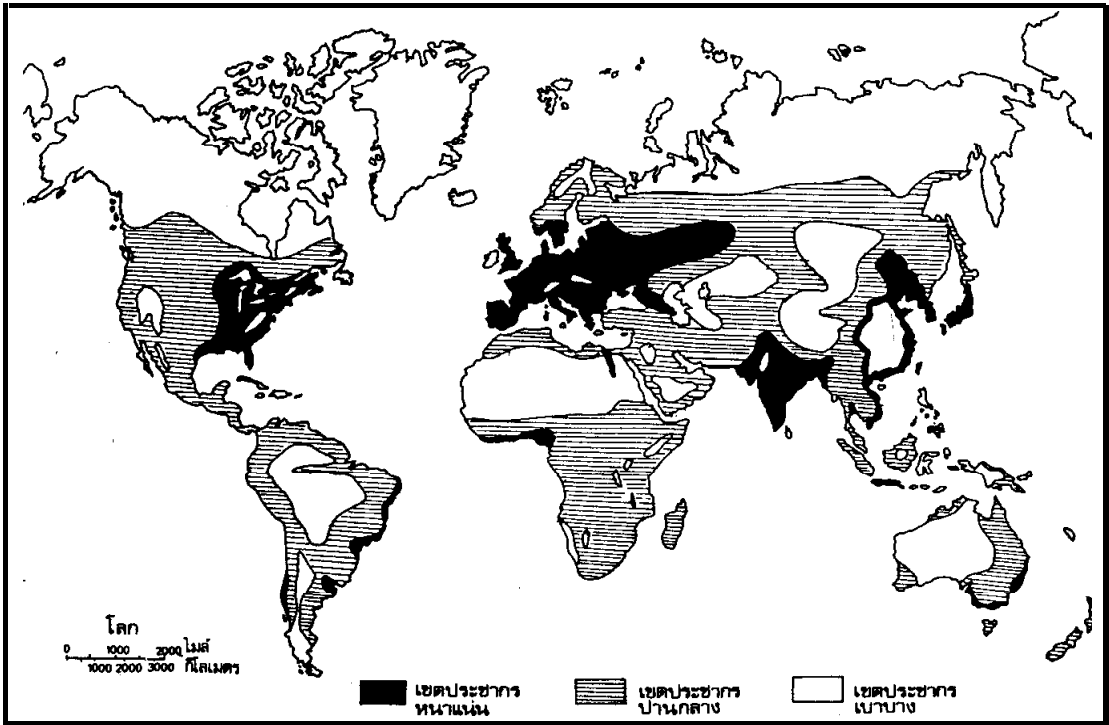 โลก
0 1000 2000 ไมล์
1000 2000 3000 กิโลเมตร
เขตประชากร
หนาแน่น
เขตประชากร
ปานกลาง
เขตประชากร
เบาบาง